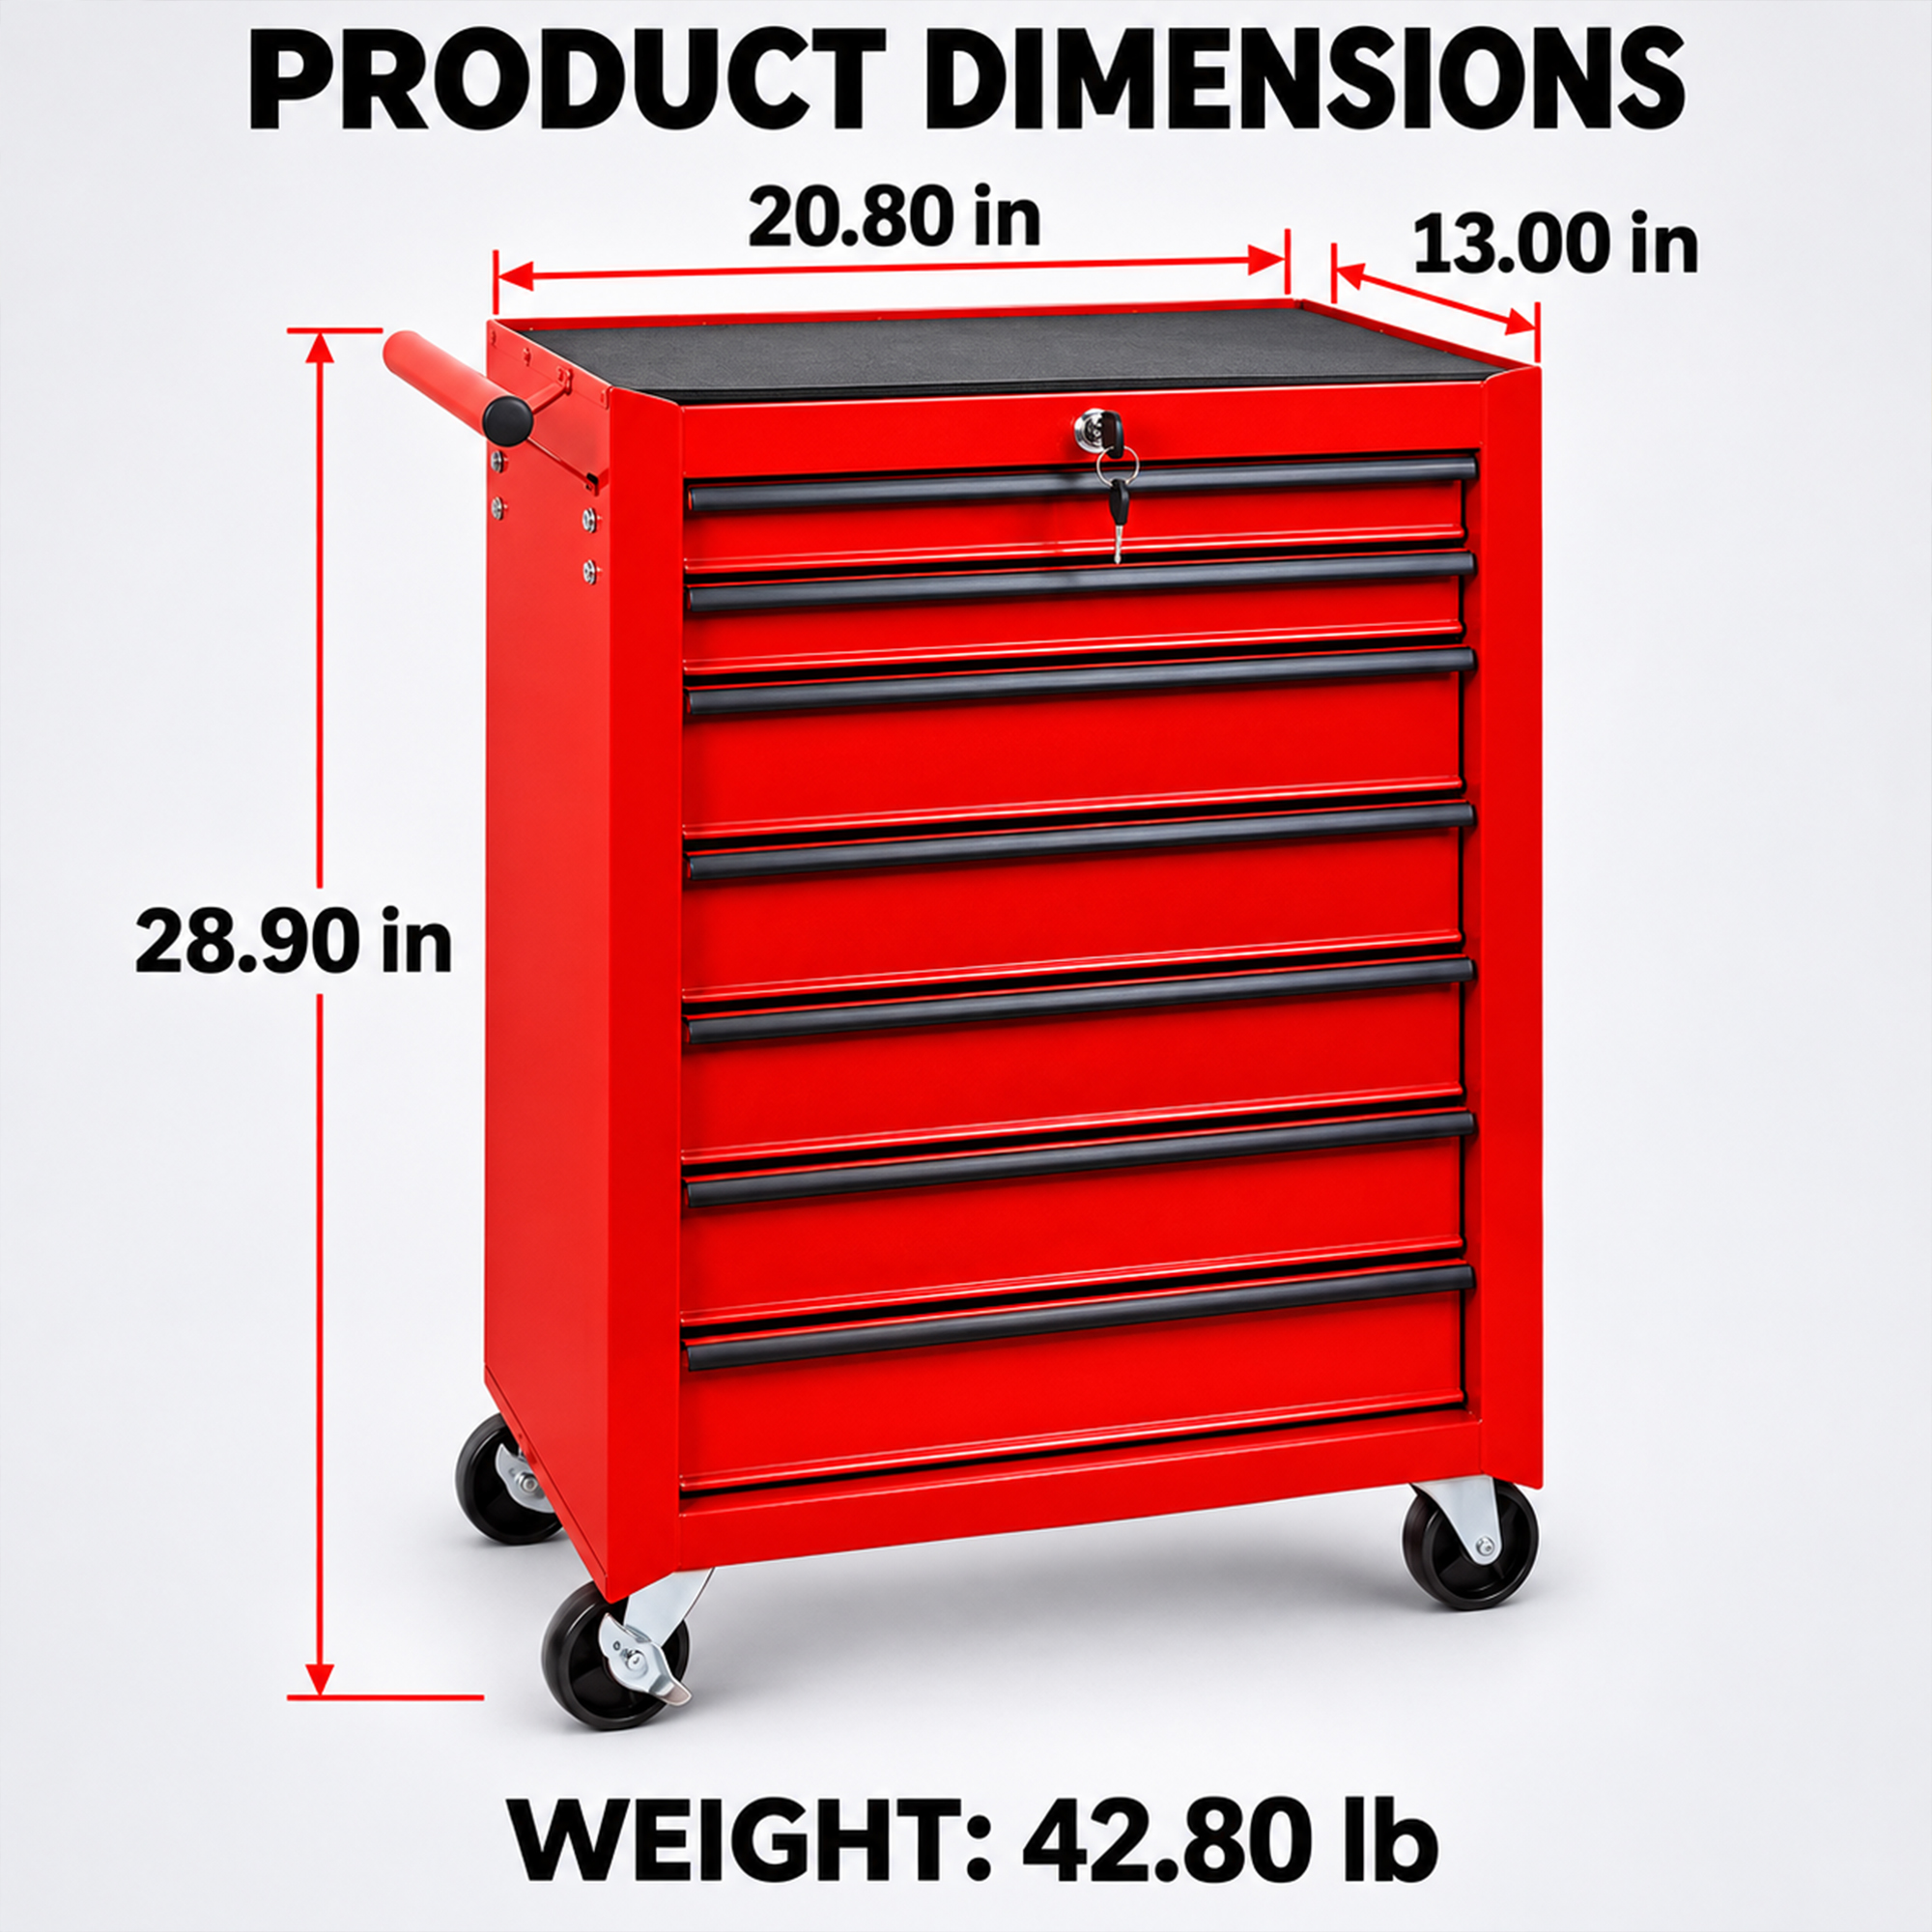 PRODUCT DIMENSIONS
20.80 in
13.00 in
28.90 in
WEIGHT: 42.80 lb